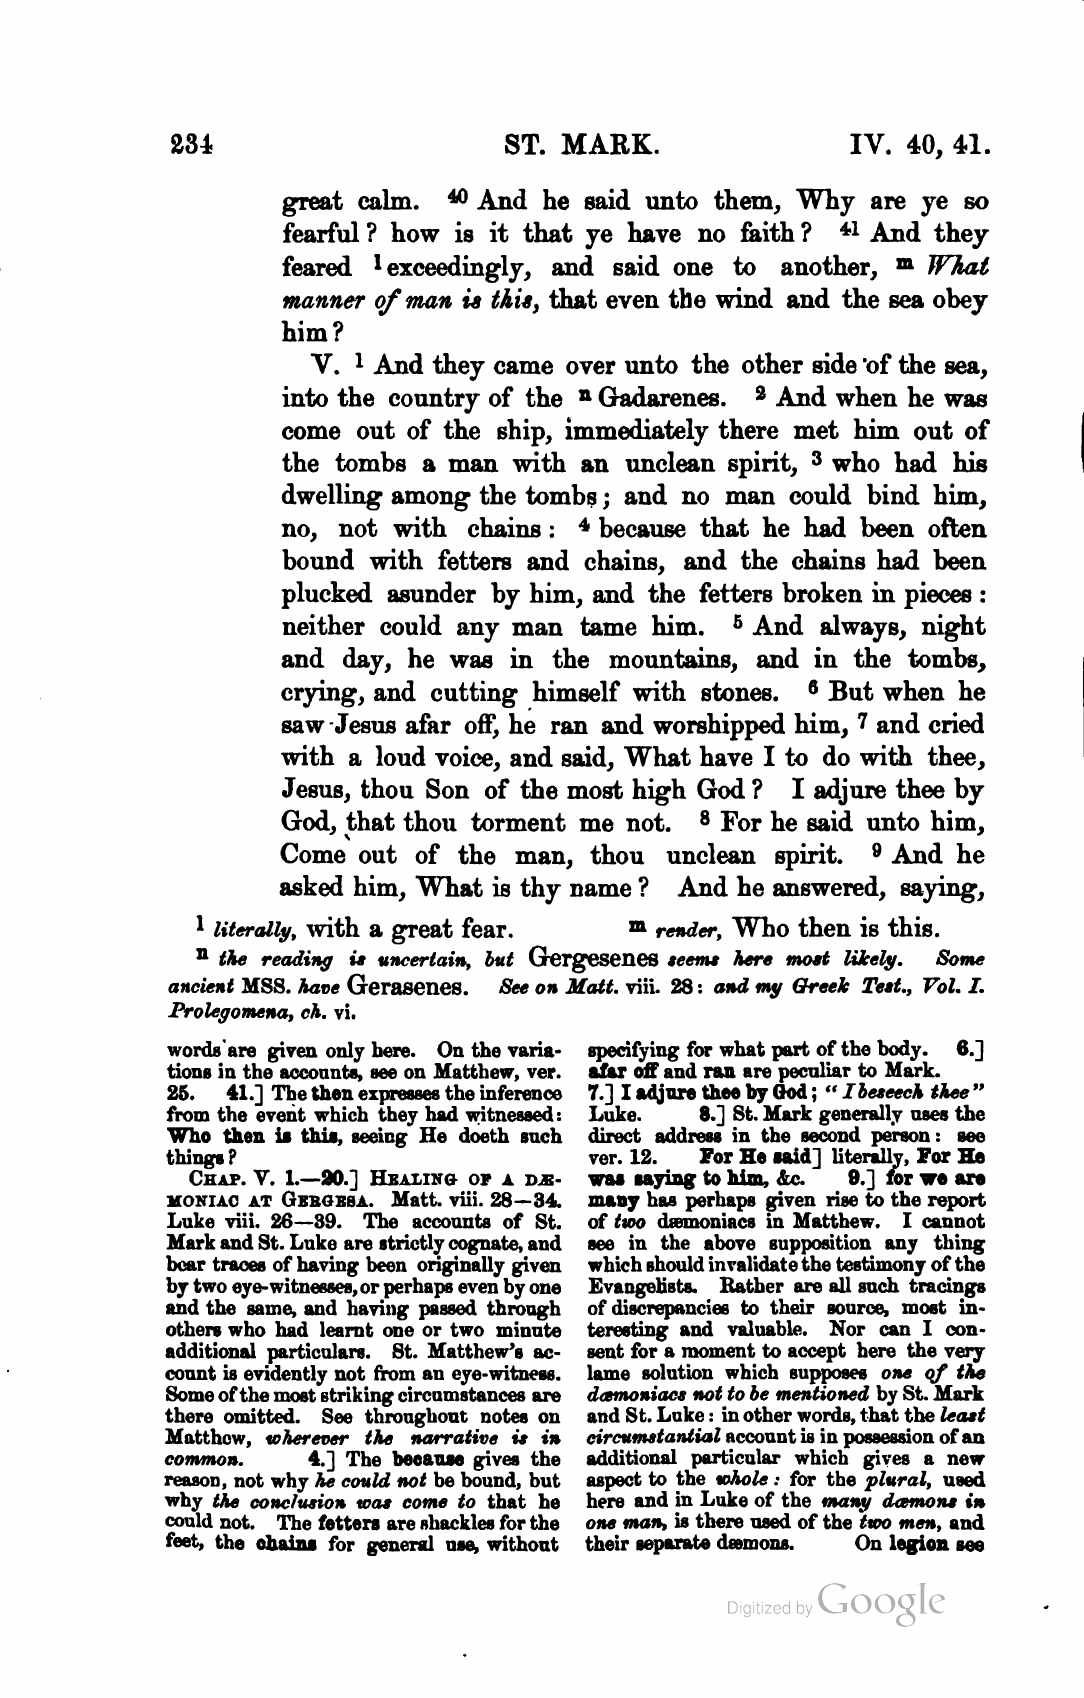 234 ST. MARK. IV. 40, 41.
great calm. 40 And he said unto them, Why are ye so
fearful? how is it that ye have no faith? 41 And they
feared l exceedingly, and said one to another, m What
manner of man is this, that even the wind and the sea obey
him?
V. 1 And they came over unto the other side of the sea,
into the country of the n Gadarenes. 2 And when he was
come out of the ship, immediately there met him out of
the tombs a man with an unclean spirit, 3 who had his
dwelling among the tombs; and no man could bind him,
no, not with chains: 4 because that he had been often
bound with fetters and chains, and the chains had been
plucked asunder by him, and the fetters broken in pieces:
neither could any man tame him. 5 And always, night
and day, he was in the mountains, and in the tombs,
crying, and cutting himself with stones. 6 But when he
saw Jesus afar off, he ran and worshipped him, 7 and cried
with a loud voice, and said, What have I to do with thee,
Jesus, thou Son of the most high God? I adjure thee by
God, that thou torment me not. 8 For he said unto him,
Come out of the man, thou unclean spirit. 9 And he
asked him, What is thy name? And he answered, saying,
l literally, with a great fear. m render, Who then is this.
n the reading is uncertain, but Gergesenes seems here most likely. Some
ancient MSS. have Gerasenes. See on Matt. viii. 28: and my Greek Test., Vol. I.
Prolegomena, ch. vi.
words are given only here. On the varia-
tions in the accounts, see on Matthew, ver.
25. 41.] The then expresses the inference
from the event which they had witnessed:
Who then is this, seeing He doeth such
things?
CHAP. V. 1.—20.] HEALING OF A DÆ-
MONIAC AT GERGESA. Matt. viii. 28—34.
Luke viii. 26—39. The accounts of St.
Mark and St. Luke are strictly cognate, and
bear traces of having been originally given
by two eye-witnesses, or perhaps even by one
and the same, and having passed through
others who had learnt one or two minute
additional particulars. St. Matthew's ac-
count is evidently not from an eye-witness.
Some of the most striking circumstances are
there omitted. See throughout notes on
Matthew, wherever the narrative is in
common. 4.] The because gives the
reason, not why he could not be bound, but
why the conclusion was come to that he
could not. The fetters are shackles for the
feet, the chains for general use, without
specifying for what part of the body. 6.]
afar off and ran are peculiar to Mark.
7.] I adjure thee by God; "I beseech thee"
Luke. 8.] St. Mark generally uses the
direct address in the second person: see
ver. 12. For He said] literally, For He
was saying to him, &c. 9.] for we are
many has perhaps given rise to the report
of two dæmoniacs in Matthew. I cannot
see in the above supposition any thing
which should invalidate the testimony of the
Evangelists. Rather are all such tracings
of discrepancies to their source, most in-
teresting and valuable. Nor can I con-
sent for a moment to accept here the very
lame solution which supposes one of the
dæmoniacs not to be mentioned by St. Mark
and St. Luke: in other words, that the least
circumstantial account is in possession of an
additional particular which gives a new
aspect to the whole: for the plural, used
here and in Luke of the many dæmons in
one man, is there used of the two men, and
their separate dæmons. On legion see
Digitized by Google